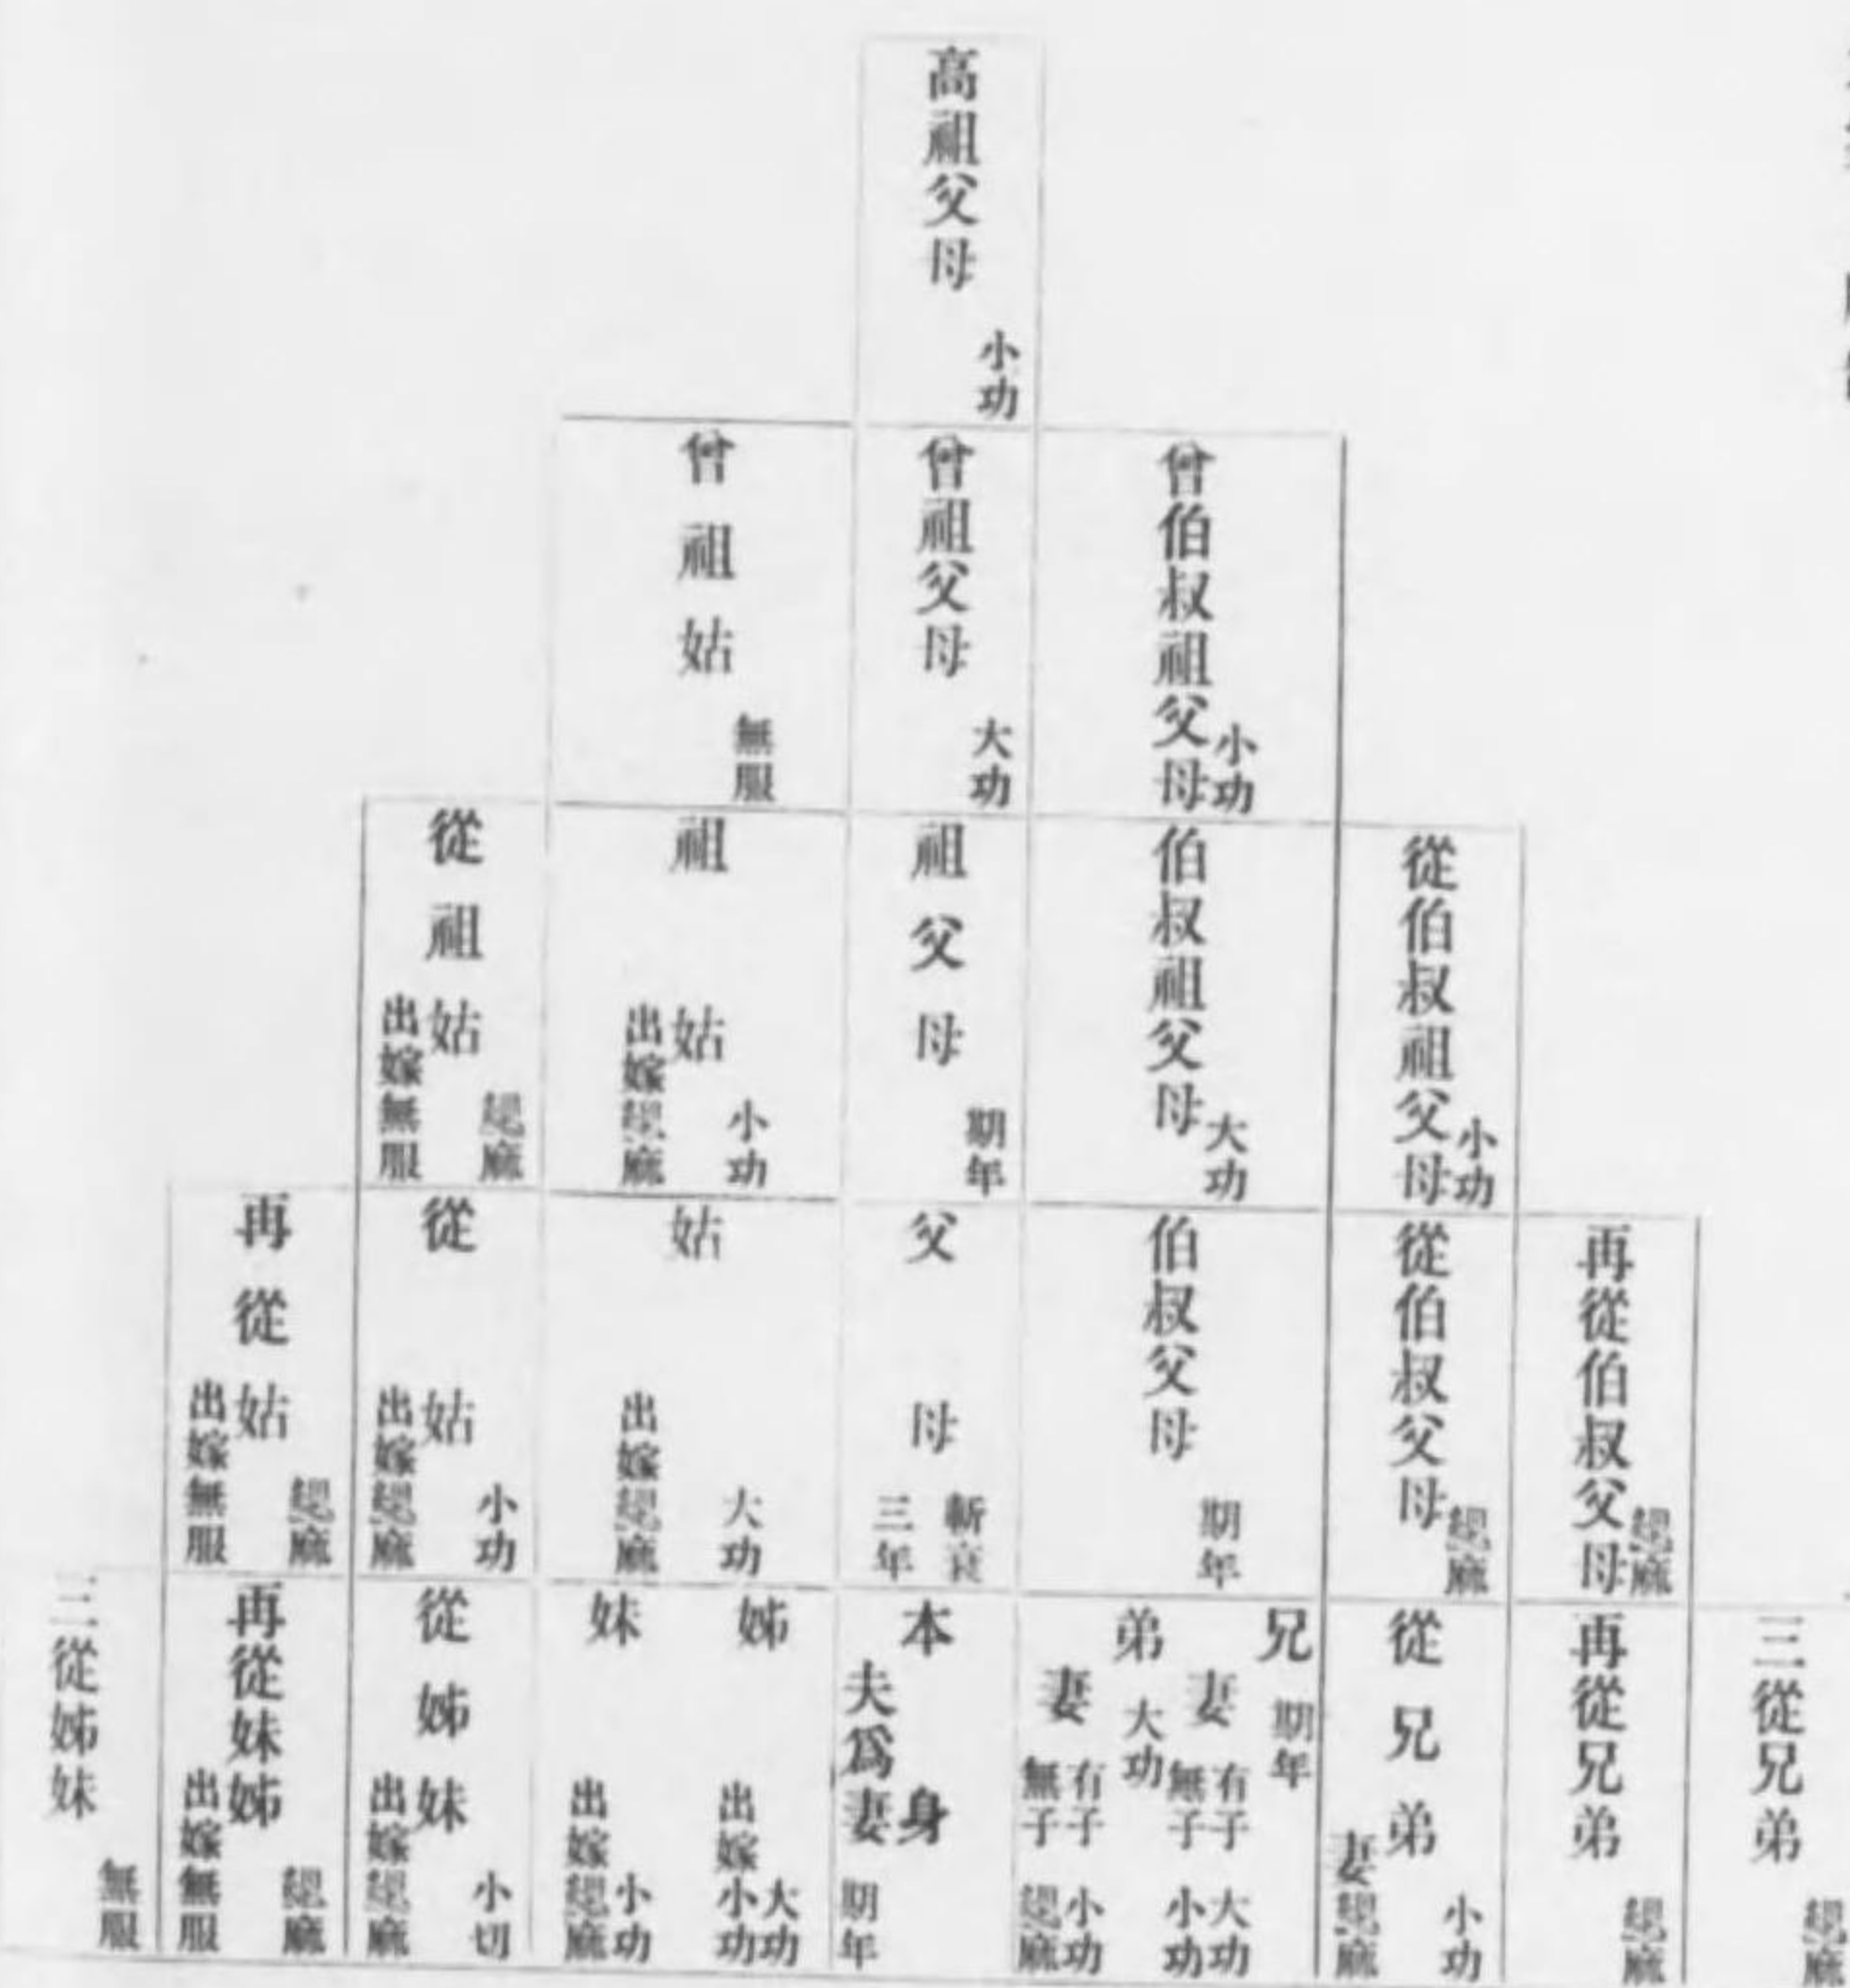 高祖父母
小功
曾伯叔祖父母
小功
曾祖父母
大功
曾祖姑
無服
從伯叔祖父母
小功
伯叔祖父母
大功
祖父母
期年
祖姑
小功
出嫁緦麻
從祖姑
緦麻
出嫁無服
再從伯叔父母
緦麻
從伯叔父母
緦麻
伯叔父母
期年
父母
斬衰
三年
姑
大功
出嫁緦麻
從姑
小功
出嫁緦麻
再從姑
緦麻
出嫁無服
三從兄弟
緦麻
再從兄弟
緦麻
從兄弟
小功
妻緦麻
兄
期年
妻
有子大功
無子小功
弟
大功
妻
有子小功
無子緦麻
本身
夫爲妻
期年
姊
大功
出嫁小功
妹
小功
出嫁緦麻
從姊妹
小切
出嫁緦麻
再從妹姊
緦麻
出嫁無服
三從姊妹
無服